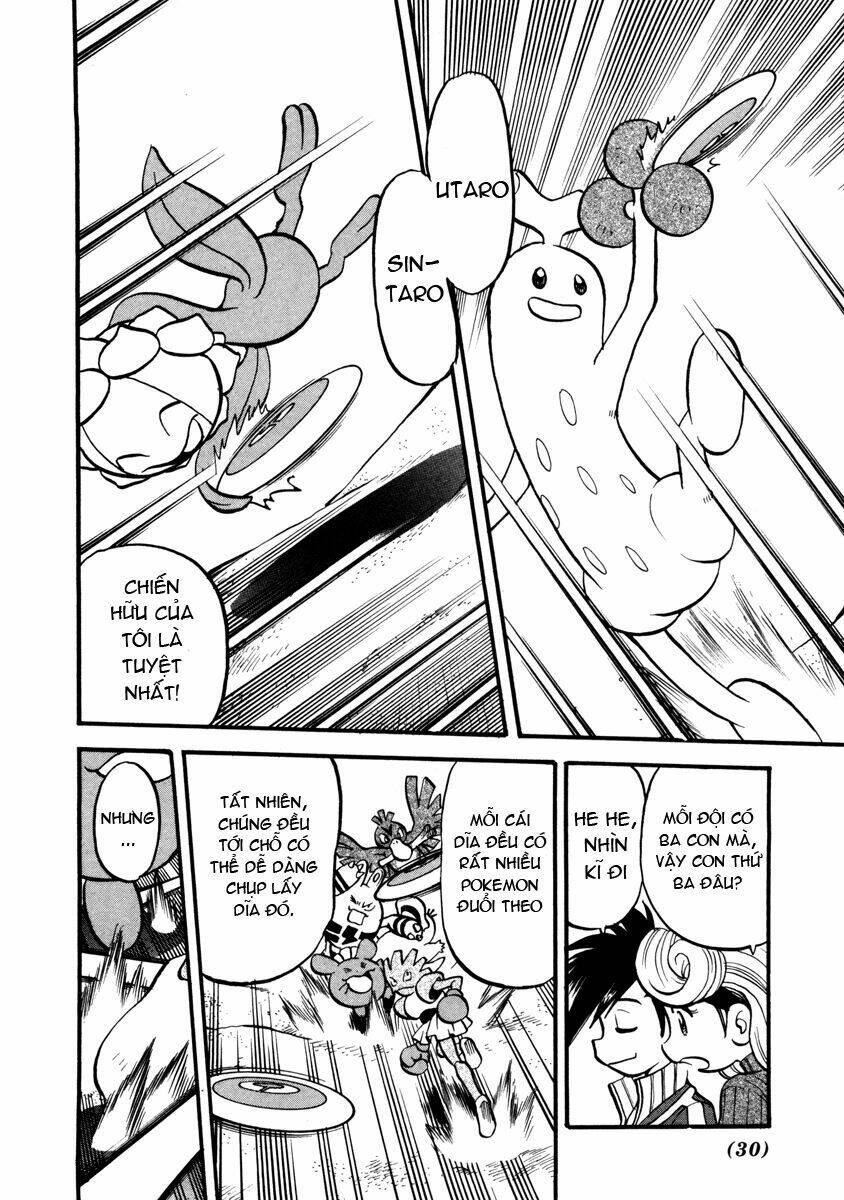 UTARO
SIN-
TARO
CHIẾN
HỮU CỦA
TÔI LÀ
TUYỆT
NHẤT!
MỖI ĐỘI CÓ
BA CON MÀ,
VẬY CON THỨ
BA ĐÂU?
HE HE,
NHÌN
KĨ ĐI
MỖI CÁI
DĨA ĐỀU CÓ
RẤT NHIỀU
POKEMON
ĐUỔI THEO
TẤT NHIÊN,
CHÚNG ĐỀU
TỚI CHỖ CÓ
THỂ DỄ DÀNG
CHỤP LẤY
DĨA ĐÓ.
NHƯNG
...
(30)